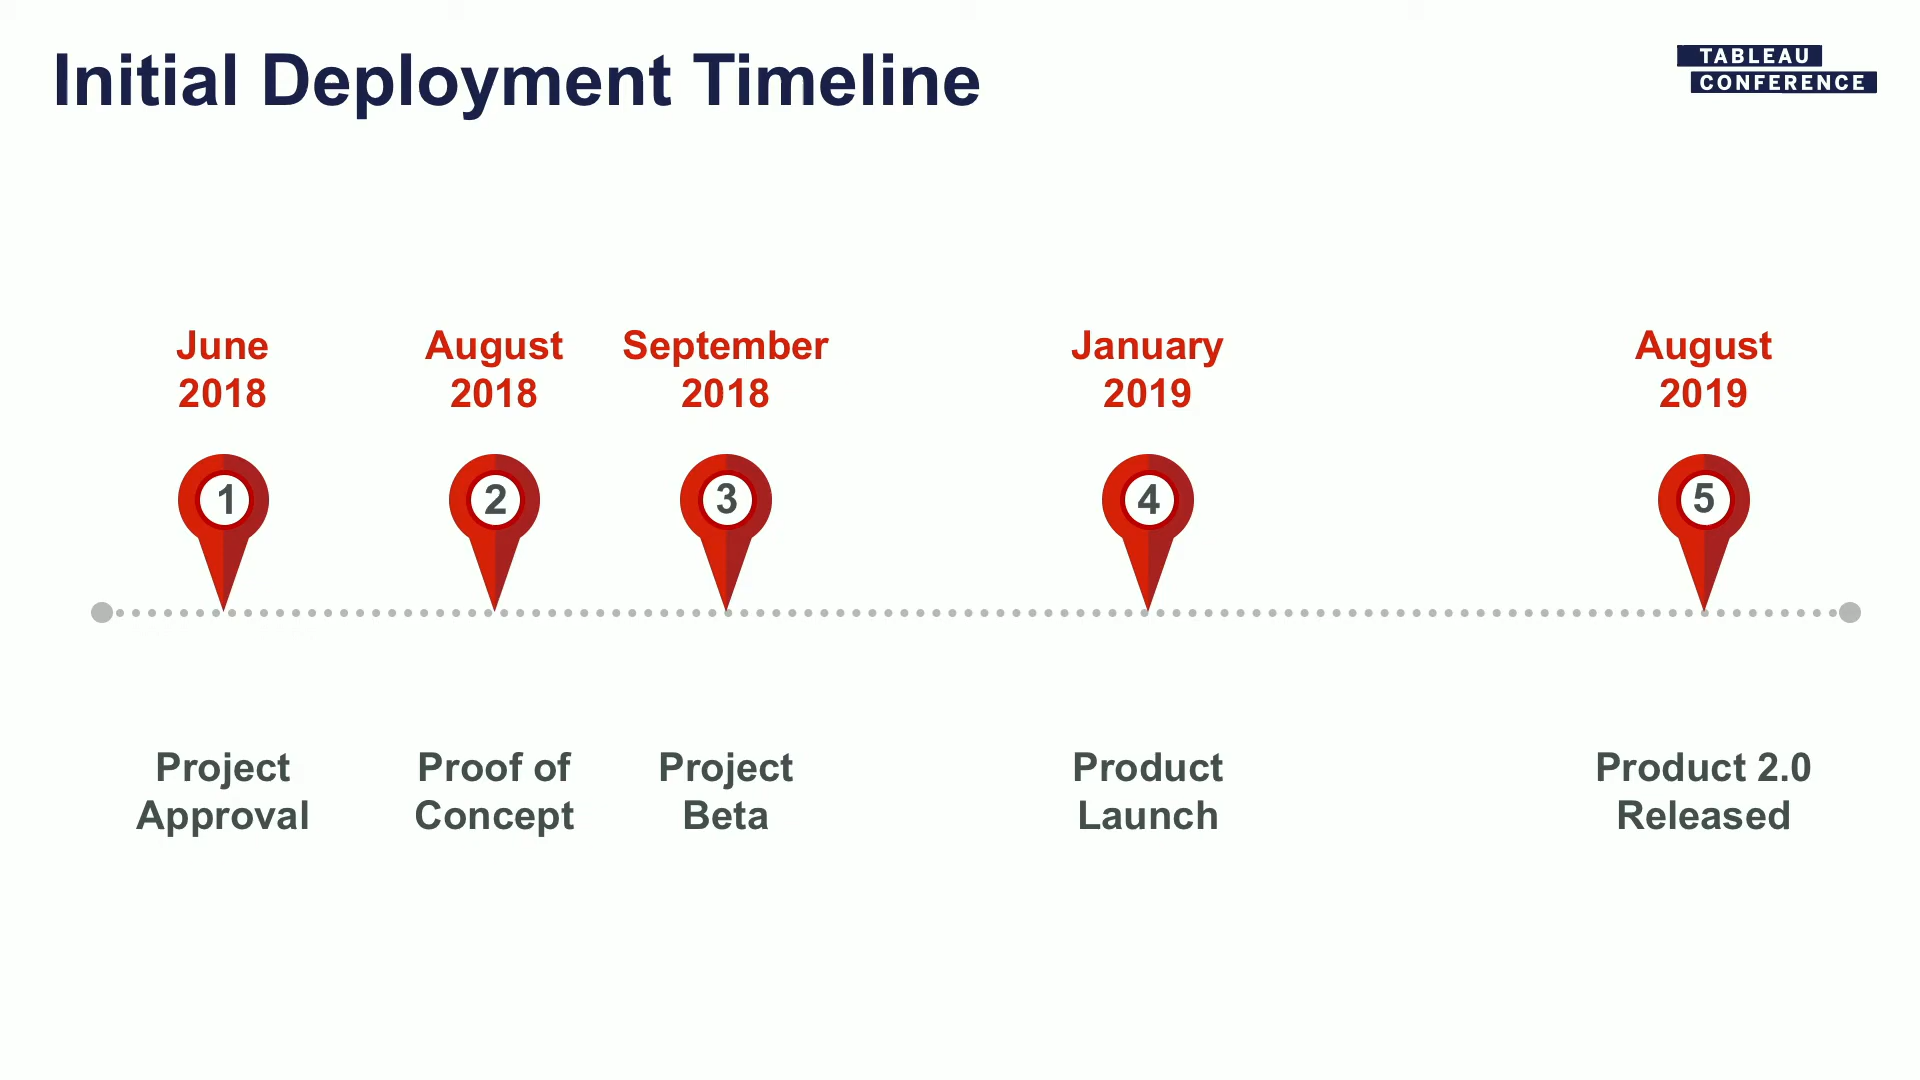 Initial Deployment Timeline
TABLEAU
CONFERENCE
June
2018
August
2018
September
2018
January
2019
August
2019
1
2
3
4
5
Project
Approval
Proof of
Concept
Project
Beta
Product
Launch
Product 2.0
Released